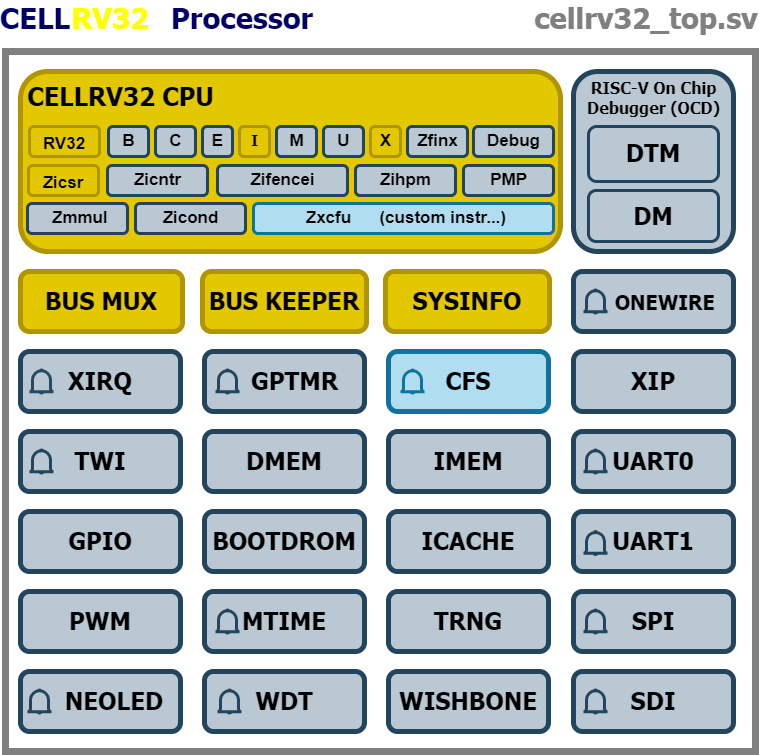 CELLRV32 Processor cellrv32_top.sv
CELLRV32 CPU
RV32 B C E I M U X Zfinx Debug
Zicsr Zicntr Zifencei Zihpm PMP
Zmmul Zicond Zxcfu (custom instr...)
RISC-V On Chip
Debugger (OCD)
DTM
DM
BUS MUX BUS KEEPER SYSINFO ONEWIRE
XIRQ GPTMR CFS XIP
TWI DMEM IMEM UART0
GPIO BOOTDROM ICACHE UART1
PWM MTIME TRNG SPI
NEOLED WDT WISHBONE SDI